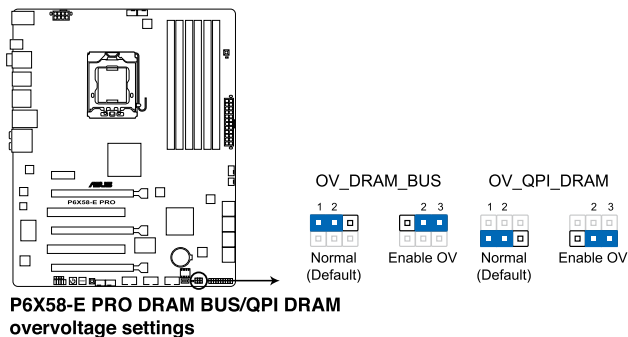 ASUS
P6X58-E PRO
OV_DRAM_BUS
OV_QPI_DRAM
1 2
2 3
1 2
2 3
Normal
(Default)
Enable OV
Normal
(Default)
Enable OV
P6X58-E PRO DRAM BUS/QPI DRAM
overvoltage settings